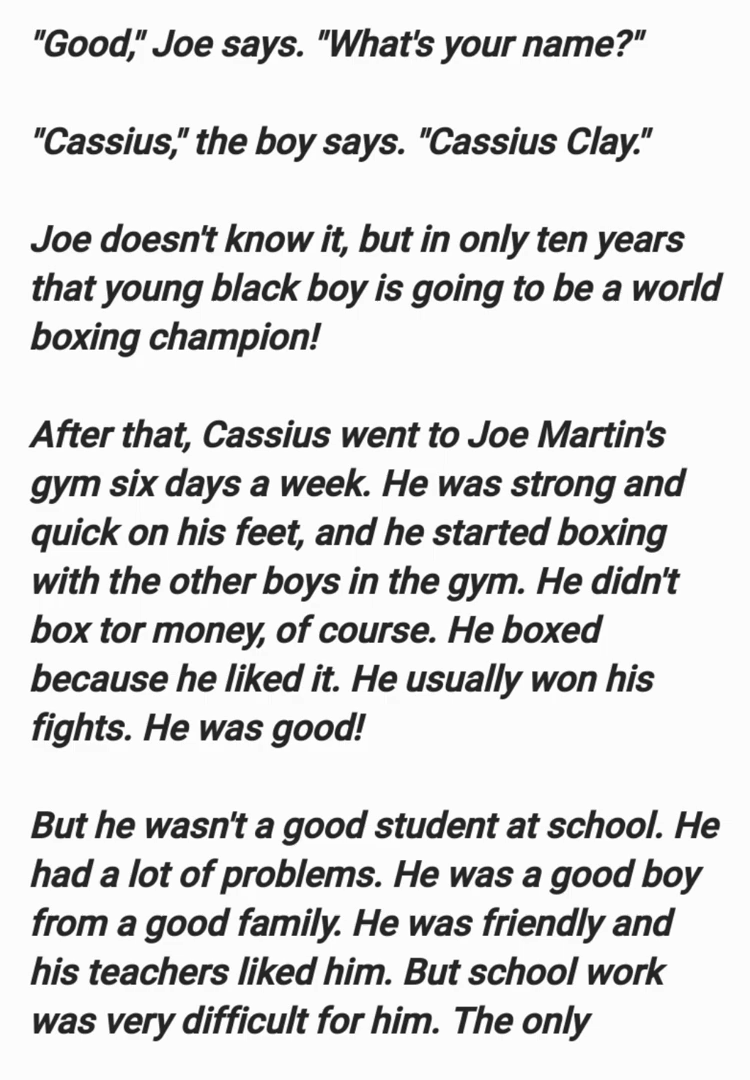 "Good," Joe says. "What's your name?"
"Cassius," the boy says. "Cassius Clay."
Joe doesn't know it, but in only ten years
that young black boy is going to be a world
boxing champion!
After that, Cassius went to Joe Martin's
gym six days a week. He was strong and
quick on his feet, and he started boxing
with the other boys in the gym. He didn't
box tor money, of course. He boxed
because he liked it. He usually won his
fights. He was good!
But he wasn't a good student at school. He
had a lot of problems. He was a good boy
from a good family. He was friendly and
his teachers liked him. But school work
was very difficult for him. The only